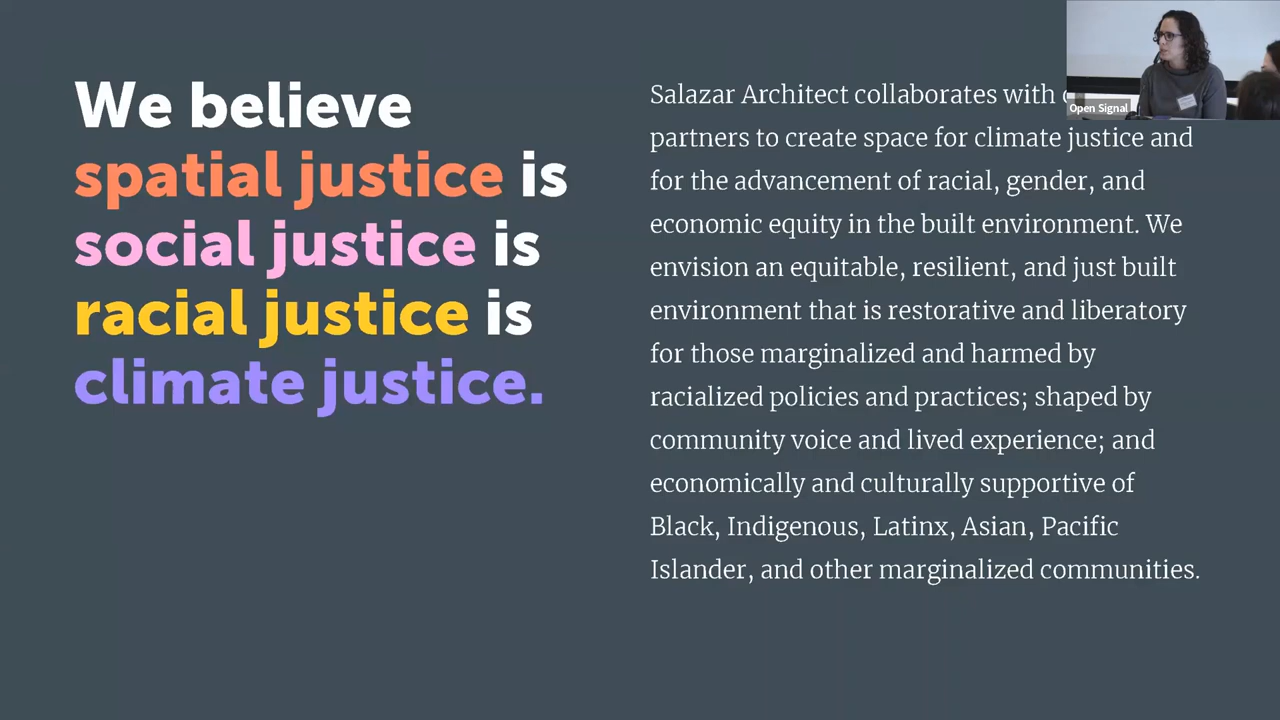 We believe
spatial justice is
social justice is
racial justice is
climate justice.
Salazar Architect collaborates with
partners to create space for climate justice and
for the advancement of racial, gender, and
economic equity in the built environment. We
envision an equitable, resilient, and just built
environment that is restorative and liberatory
for those marginalized and harmed by
racialized policies and practices; shaped by
community voice and lived experience; and
economically and culturally supportive of
Black, Indigenous, Latinx, Asian, Pacific
Islander, and other marginalized communities.
Open Signal